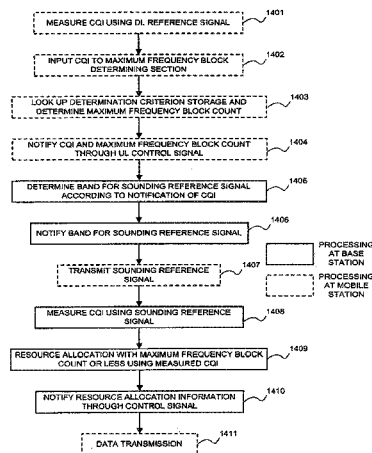 MEASURE CQI USING DL REFERENCE SIGNAL
1401
INPUT CQI TO MAXIMUM FREQUENCY BLOCK
DETERMINING SECTION
1402
LOOK UP DETERMINATION CRITERION STORAGE AND
DETERMINE MAXIMUM FREQUENCY BLOCK COUNT
1403
NOTIFY CQI AND MAXIMUM FREQUENCY BLOCK COUNT
THROUGH UL CONTROL SIGNAL
1404
DETERMINE BAND FOR SOUNDING REFERENCE SIGNAL
ACCORDING TO NOTIFICATION OF CQI
1405
NOTIFY BAND FOR SOUNDING REFERENCE SIGNAL
1406
TRANSMIT SOUNDING REFERENCE
SIGNAL
1407
PROCESSING
AT BASE
STATION
PROCESSING
AT MOBILE
STATION
MEASURE CQI USING SOUNDING REFERENCE
SIGNAL
1408
RESOURCE ALLOCATION WITH MAXIMUM FREQUENCY BLOCK
COUNT OR LESS USING MEASURED CQI
1409
NOTIFY RESOURCE ALLOCATION INFORMATION
THROUGH CONTROL SIGNAL
1410
DATA TRANSMISSION
1411